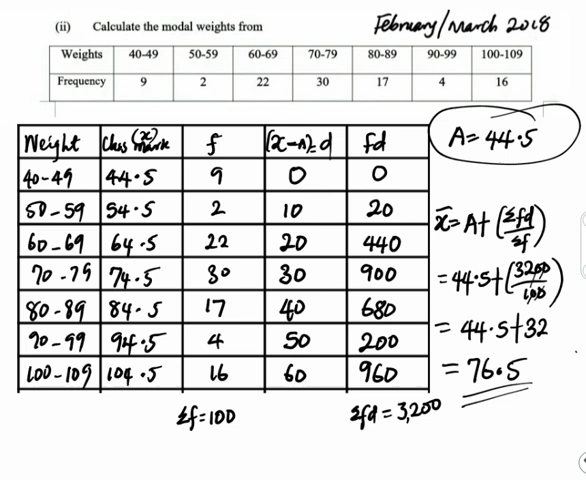 (ii) Calculate the modal weights from February/March 2018
Weights 40-49 50-59 60-69 70-79 80-89 90-99 100-109
Frequency 9 2 22 30 17 4 16
Weight Class (x) mark f (x-A)=d fd
40-49 44.5 9 0 0
50-59 54.5 2 10 20
60-69 64.5 22 20 440
70-79 74.5 30 30 900
80-89 84.5 17 40 680
90-99 94.5 4 50 200
100-109 104.5 16 60 960
Σf=100 Σfd=3,200
A=44.5
x̄=A+(Σfd/Σf)
=44.5+(3200/100)
=44.5+32
=76.5